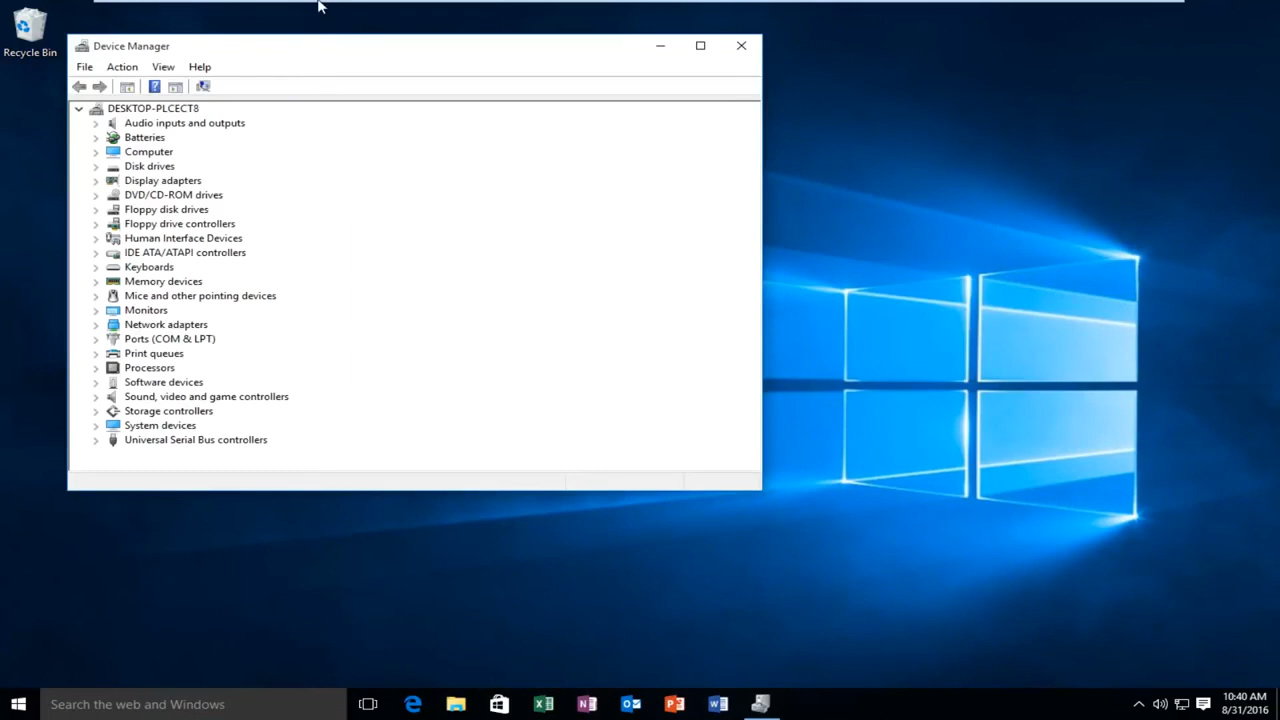 Recycle Bin
Device Manager
File Action View Help
DESKTOP-PLCECT8
Audio inputs and outputs
Batteries
Computer
Disk drives
Display adapters
DVD/CD-ROM drives
Floppy disk drives
Floppy drive controllers
Human Interface Devices
IDE ATA/ATAPI controllers
Keyboards
Memory devices
Mice and other pointing devices
Monitors
Network adapters
Ports (COM & LPT)
Print queues
Processors
Software devices
Sound, video and game controllers
Storage controllers
System devices
Universal Serial Bus controllers
Search the web and Windows
10:40 AM
8/31/2016